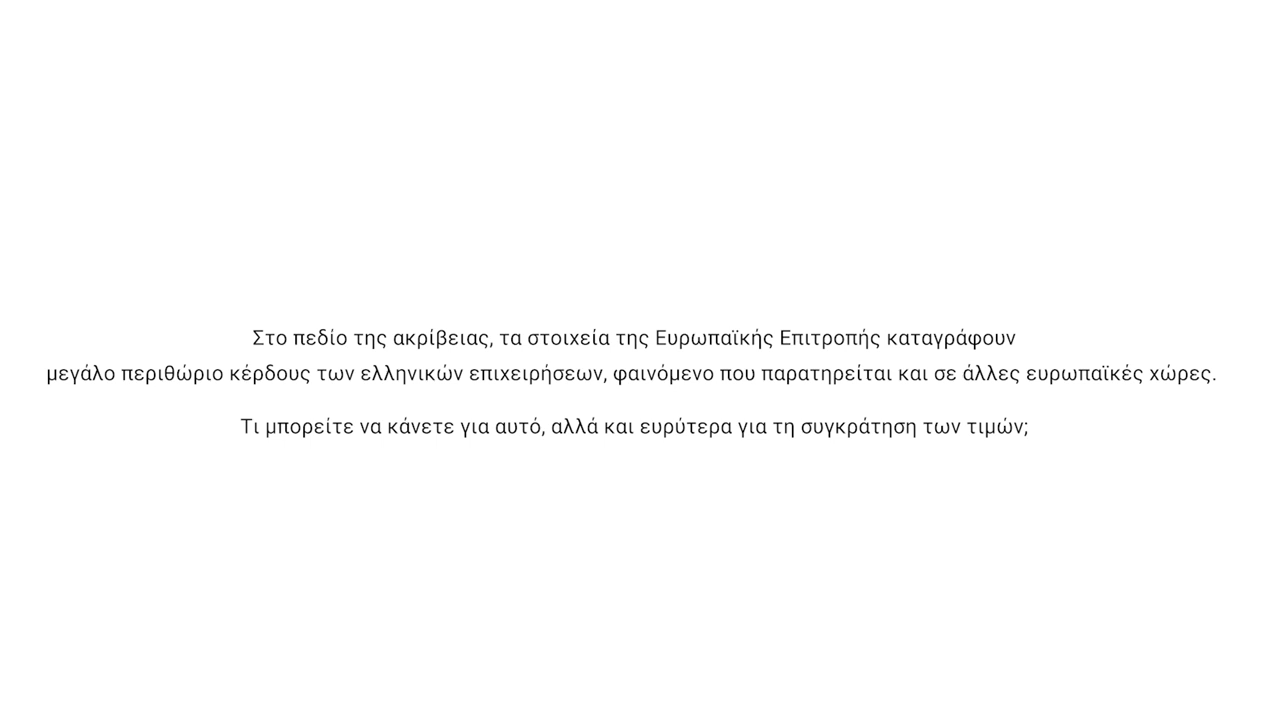 Στο πεδίο της ακρίβειας, τα στοιχεία της Ευρωπαϊκής Επιτροπής καταγράφουν
μεγάλο περιθώριο κέρδους των ελληνικών επιχειρήσεων, φαινόμενο που παρατηρείται και σε άλλες ευρωπαϊκές χώρες.
Τι μπορείτε να κάνετε για αυτό, αλλά και ευρύτερα για τη συγκράτηση των τιμών;